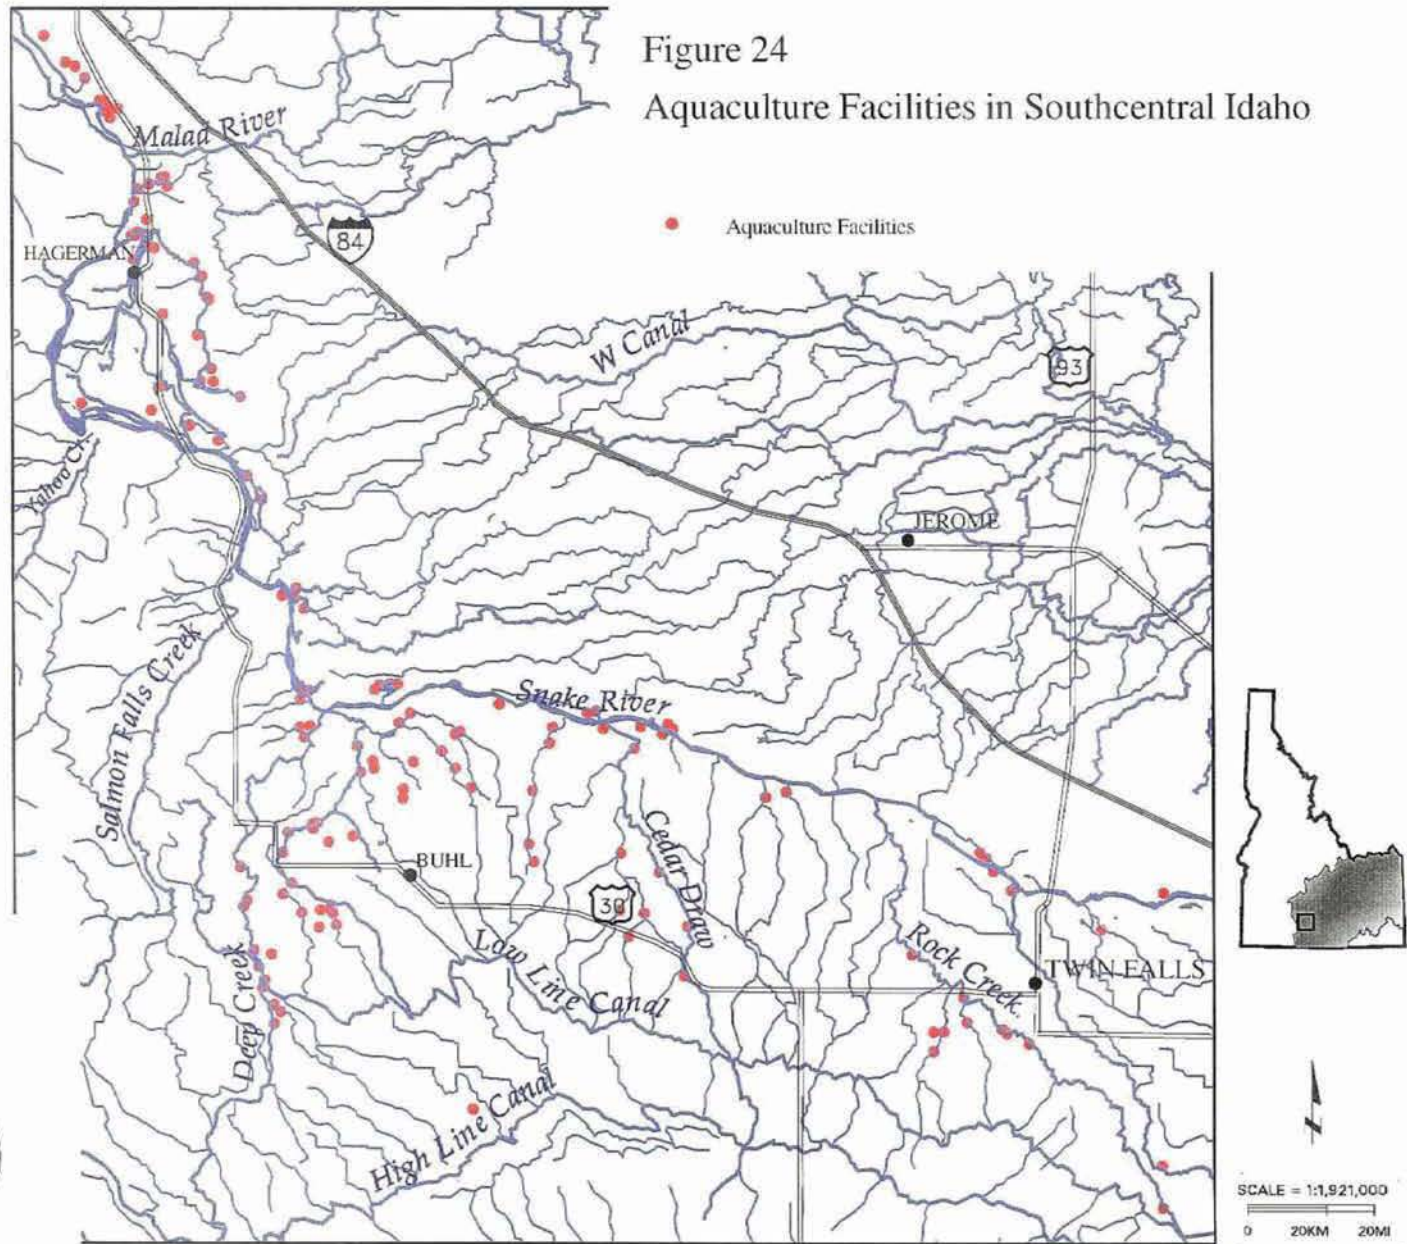 Figure 24
Aquaculture Facilities in Southcentral Idaho
Aquaculture Facilities
Malad River
84
HAGERMAN
W Canal
93
Yahoo Cr.
JEROME
Salmon Falls Creek
Snake River
BUHL
Cedar Draw
30
Low Line Canal
Rock Creek
TWIN FALLS
Deep Creek
High Line Canal
N
SCALE = 1:1,921,000
0 20KM 20MI